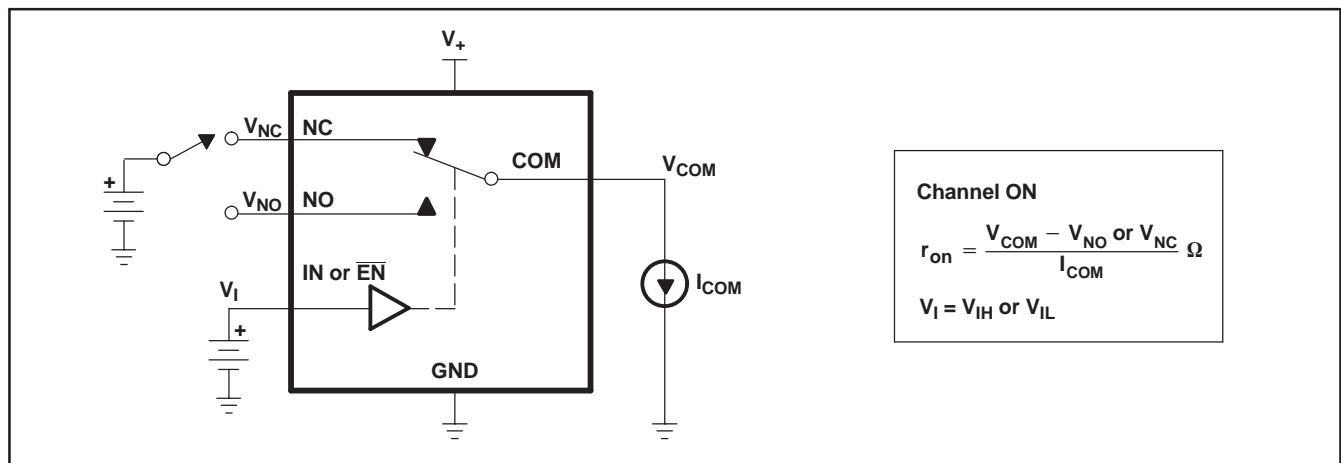 V+
VNC NC
COM
VCOM
VNO NO
+
IN or E̅N̅
VI
ICOM
+
GND
Channel ON
ron = VCOM − VNO or VNC / ICOM Ω
VI = VIH or VIL